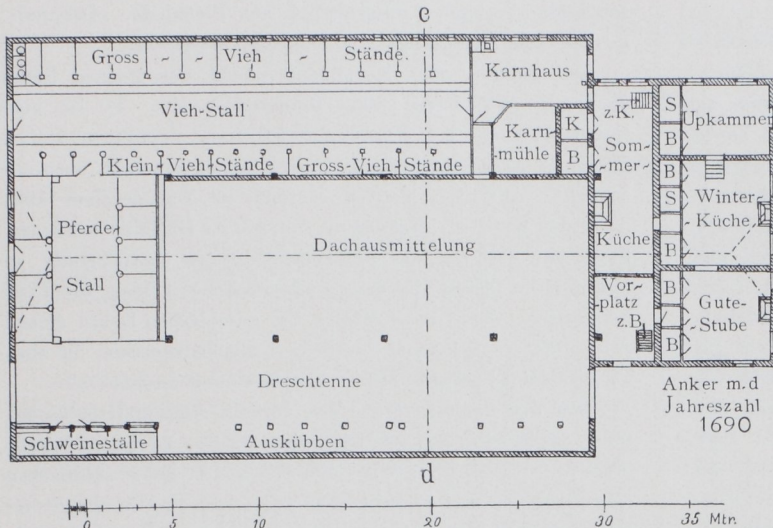 c
Gross ~ Vieh ~ Stände.
Karnhaus
Vieh-Stall
z.K.
S
Upkammer
Karn-
mühle
K
Som-
mer-
B
B
Klein-Vieh-Stände Gross-Vieh-Stände
B
B
S
Winter-
Küche
Pferde-
Stall
Dachausmittelung
Küche
B
Vor-
platz
z.B
B
Gute-
Stube
B
Dreschtenne
Anker m.d
Jahreszahl
1690
Schweineställe
Auskübben
d
0 5 10 20 30 35 Mtn.